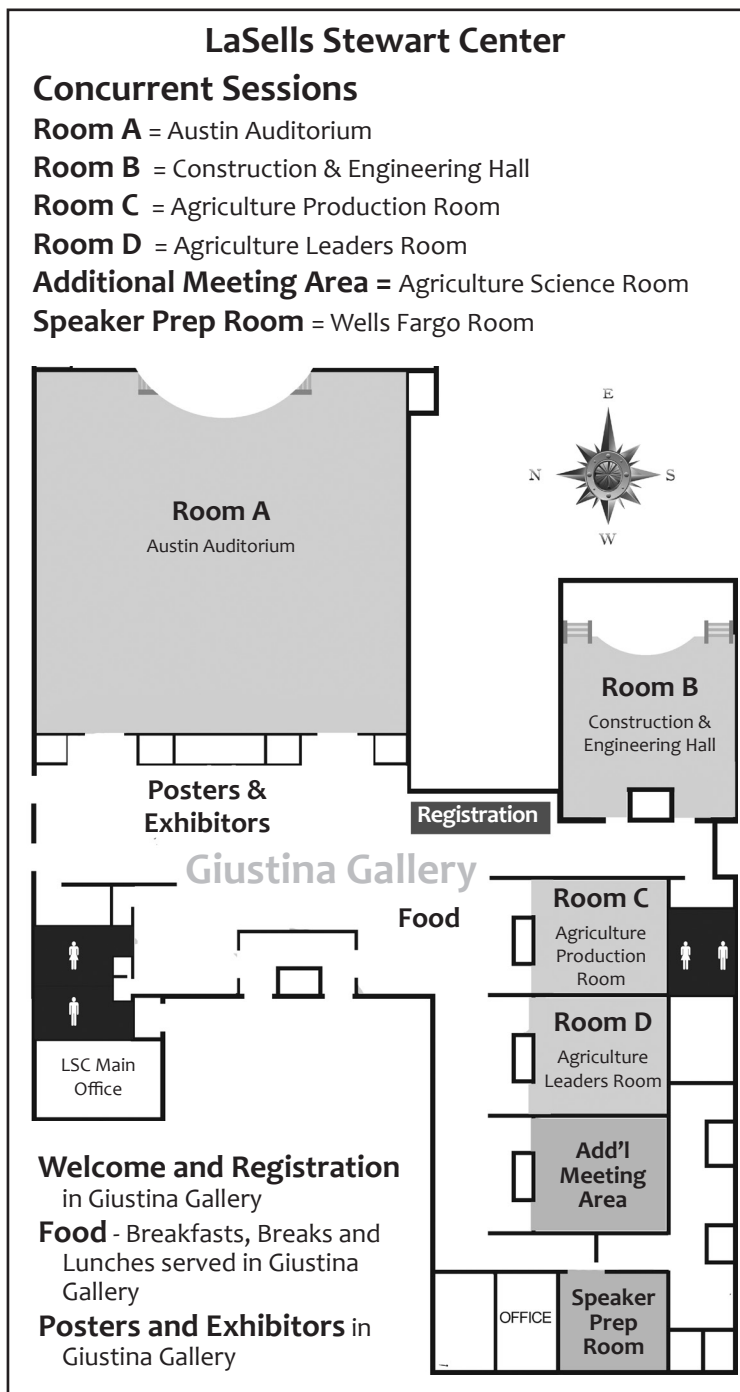 LaSells Stewart Center
Concurrent Sessions
Room A = Austin Auditorium
Room B = Construction & Engineering Hall
Room C = Agriculture Production Room
Room D = Agriculture Leaders Room
Additional Meeting Area = Agriculture Science Room
Speaker Prep Room = Wells Fargo Room
E
N
S
W
Room A
Austin Auditorium
Room B
Construction &
Engineering Hall
Posters &
Exhibitors
Registration
Giustina Gallery
Food
Room C
Agriculture
Production
Room
Room D
Agriculture
Leaders Room
LSC Main
Office
Add'l
Meeting
Area
OFFICE
Speaker
Prep
Room
Welcome and Registration
in Giustina Gallery
Food - Breakfasts, Breaks and
Lunches served in Giustina
Gallery
Posters and Exhibitors in
Giustina Gallery